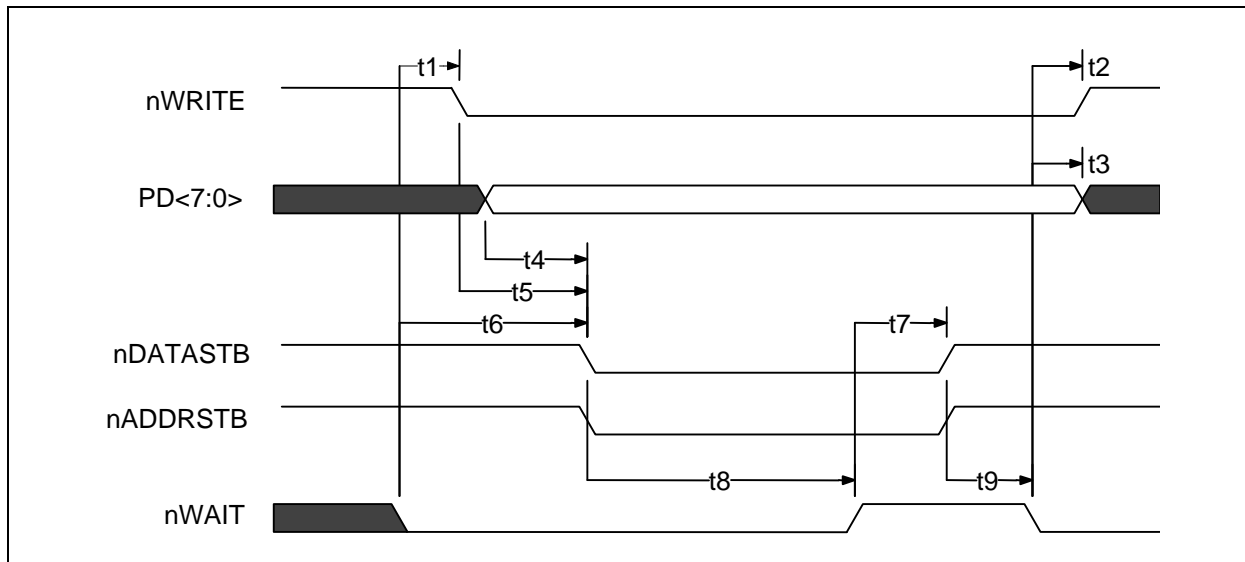 t1
t2
nWRITE
t3
PD<7:0>
t4
t5
t6
t7
nDATASTB
nADDRSTB
t8
t9
nWAIT